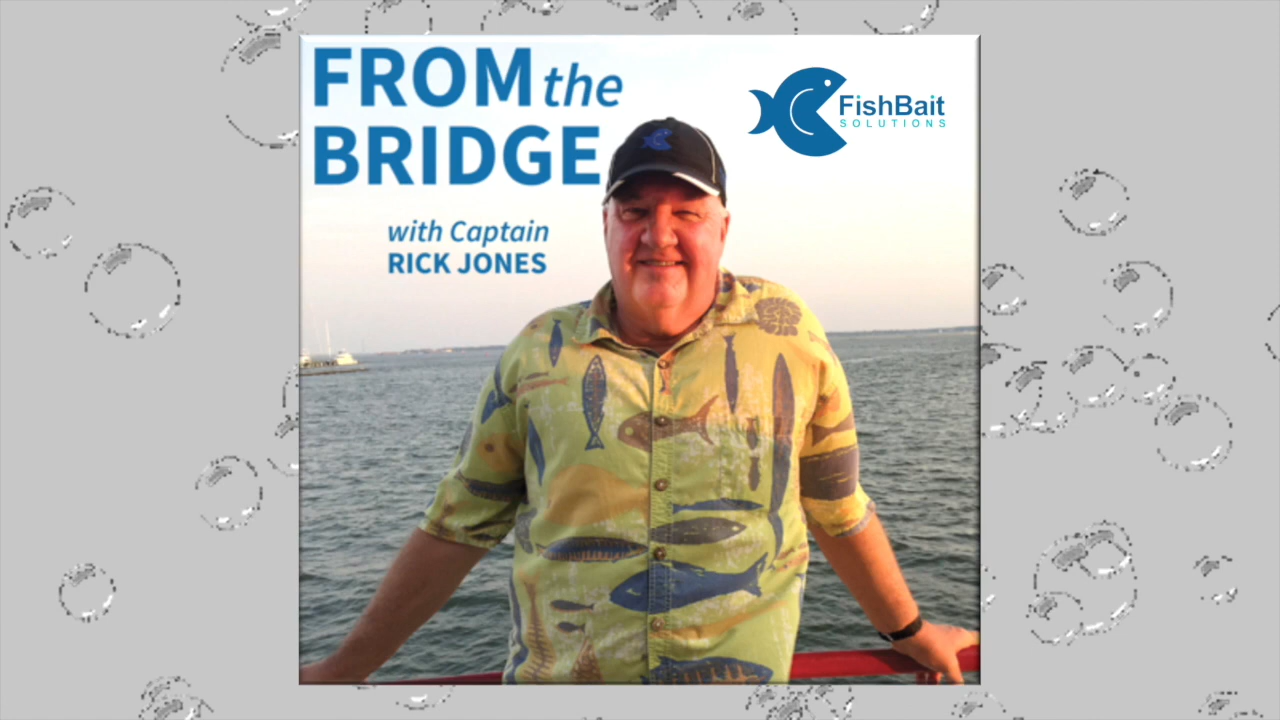 FROM the
BRIDGE
with Captain
RICK JONES
FishBait
SOLUTIONS